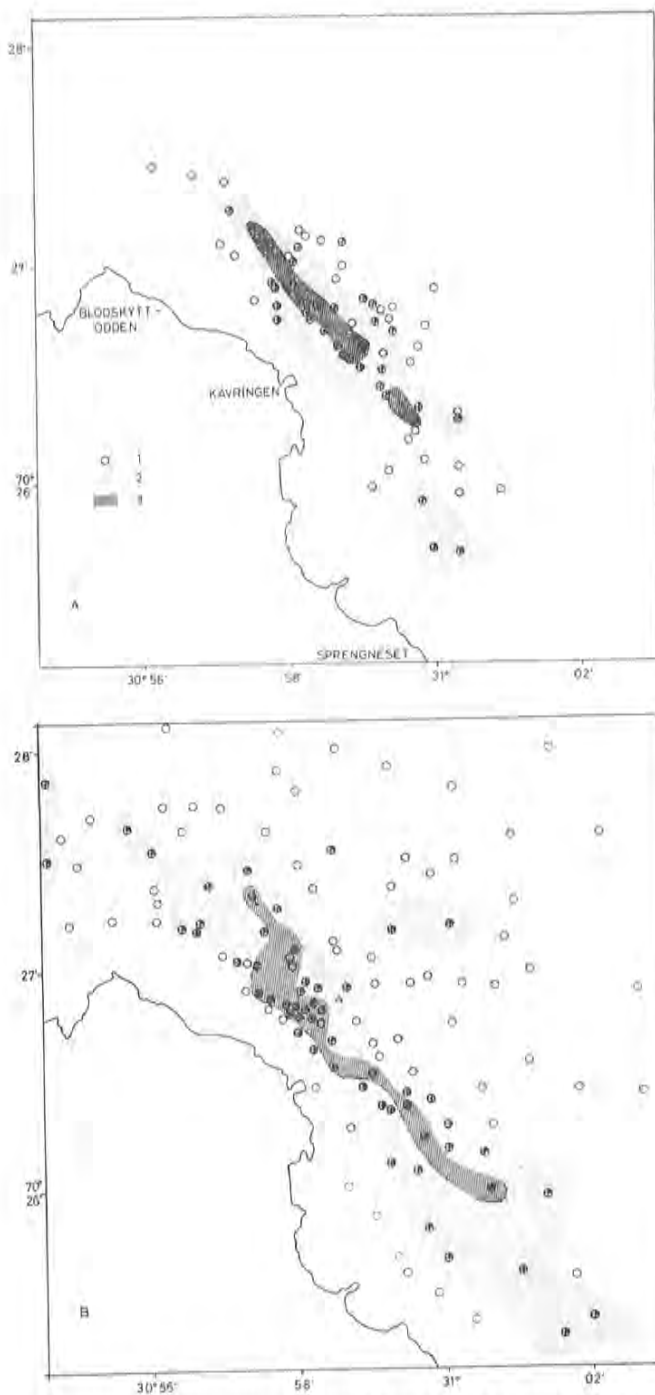 28'
27'
BLODSKYTT-
ODDEN
KAVRINGEN
1
2
3
70°
26'
A
SPRENGNESET
30° 56' 58' 31° 02'
28'
27'
70°
26'
B
30° 56' 58' 31° 02'